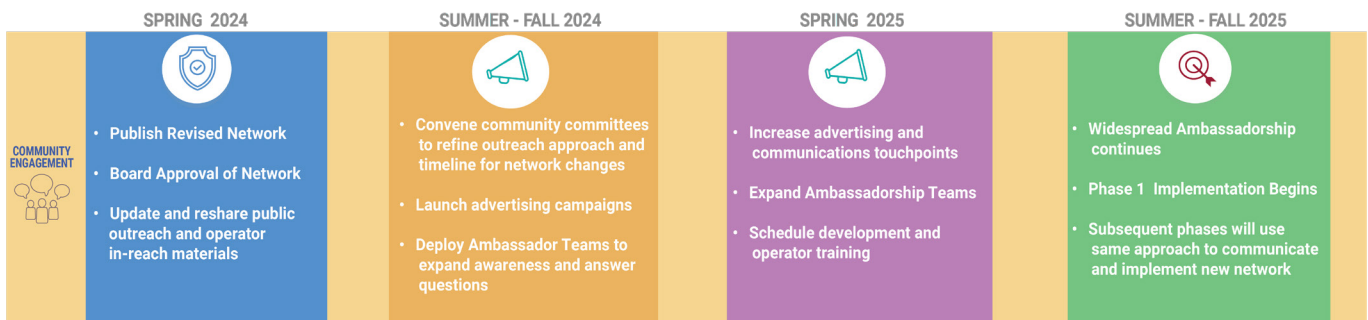 SPRING 2024
SUMMER - FALL 2024
SPRING 2025
SUMMER - FALL 2025
COMMUNITY
ENGAGEMENT
• Publish Revised Network
• Board Approval of Network
• Update and reshare public
outreach and operator
in-reach materials
• Convene community committees
to refine outreach approach and
timeline for network changes
• Launch advertising campaigns
• Deploy Ambassador Teams to
expand awareness and answer
questions
• Increase advertising and
communications touchpoints
• Expand Ambassadorship Teams
• Schedule development and
operator training
• Widespread Ambassadorship
continues
• Phase 1 Implementation Begins
• Subsequent phases will use
same approach to communicate
and implement new network